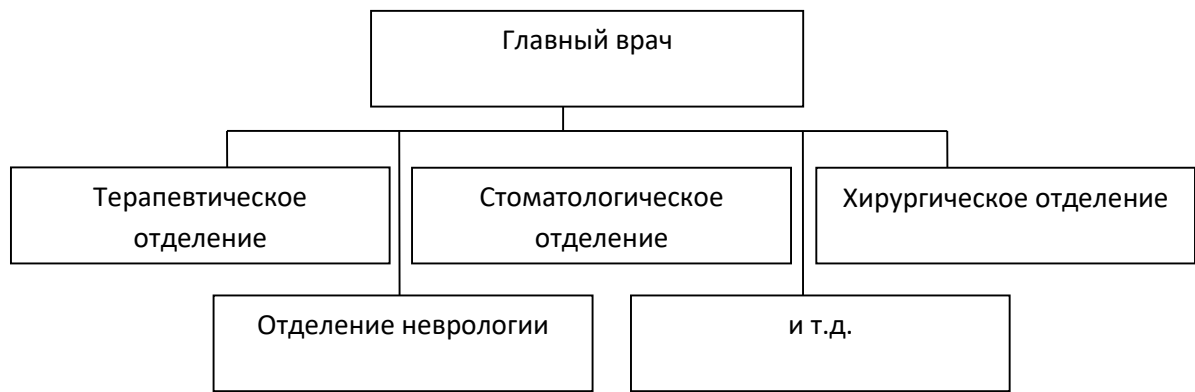 Главный врач
Терапевтическое
отделение
Стоматологическое
отделение
Хирургическое отделение
Отделение неврологии
и т.д.